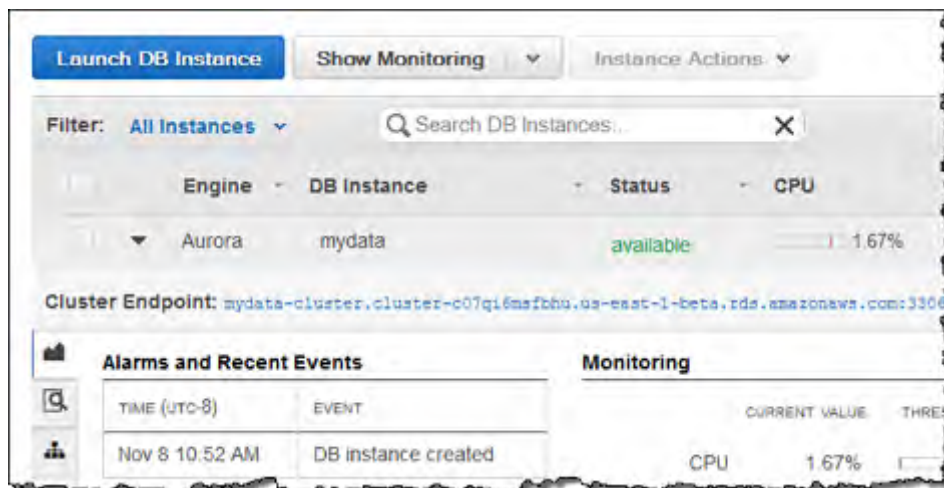 Launch DB Instance Show Monitoring Instance Actions
Filter: All Instances Search DB Instances...
Engine DB Instance Status CPU
Aurora mydata available 1.67%
Cluster Endpoint: mydata-cluster.cluster-c07qi6msfbhu.us-east-1-beta.rds.amazonaws.com:3306
Alarms and Recent Events Monitoring
TIME (UTC-8) EVENT CURRENT VALUE
Nov 8 10:52 AM DB instance created CPU 1.67%